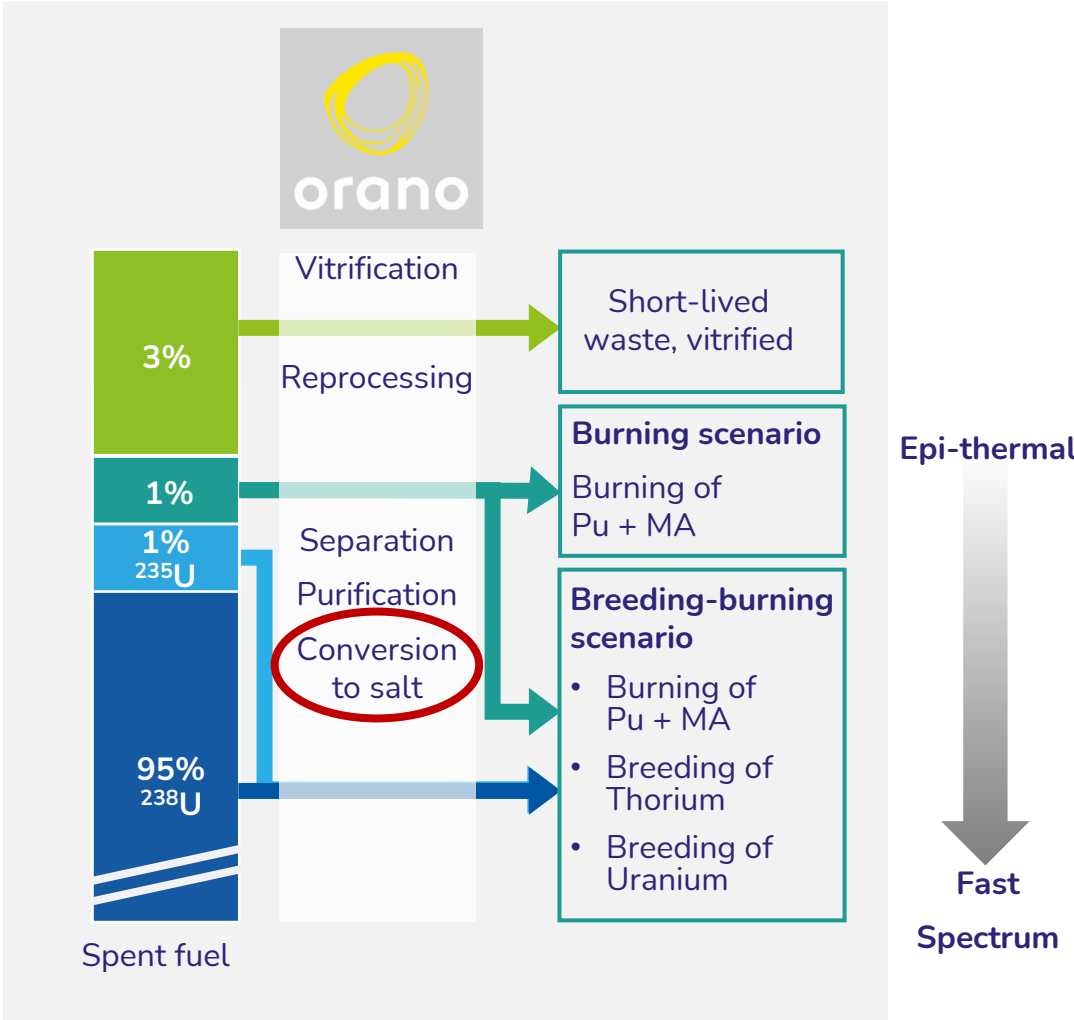 orano
Vitrification
Reprocessing
Separation
Purification
Conversion
to salt
3%
1%
1%
²³⁵U
95%
²³⁸U
Spent fuel
Short-lived
waste, vitrified
Burning scenario
Burning of
Pu + MA
Breeding-burning
scenario
• Burning of
Pu + MA
• Breeding of
Thorium
• Breeding of
Uranium
Epi-thermal
Fast
Spectrum